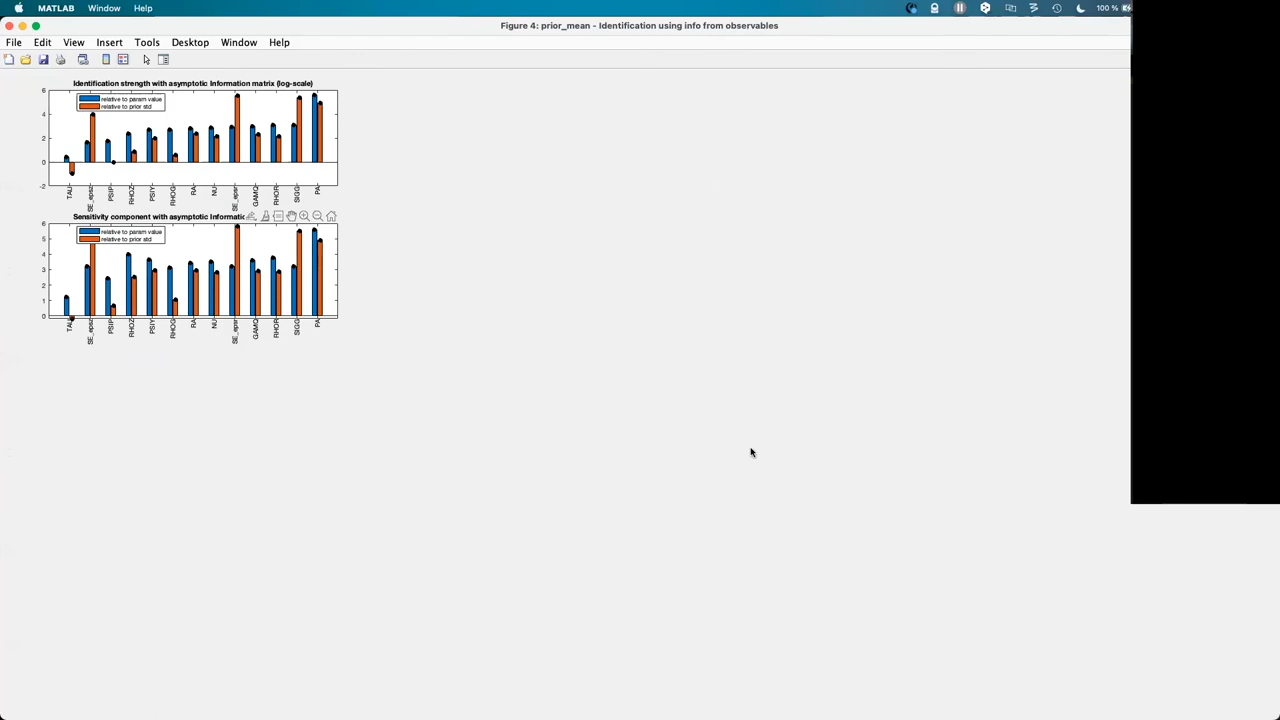 MATLAB Window Help
100 %
Figure 4: prior_mean - Identification using info from observables
File Edit View Insert Tools Desktop Window Help
Identification strength with asymptotic Information matrix (log-scale)
relative to param value
relative to prior std
6
4
2
0
-2
TAU SE_epsz PSIP RHOZ PSIY RHOG RA NU SE_epsr GAMQ RHOR SIGG PA
Sensitivity component with asymptotic
relative to param value
relative to prior std
6
5
4
3
2
1
0
TAU SE_epsz PSIP RHOZ PSIY RHOG RA NU SE_epsr GAMQ RHOR SIGG PA